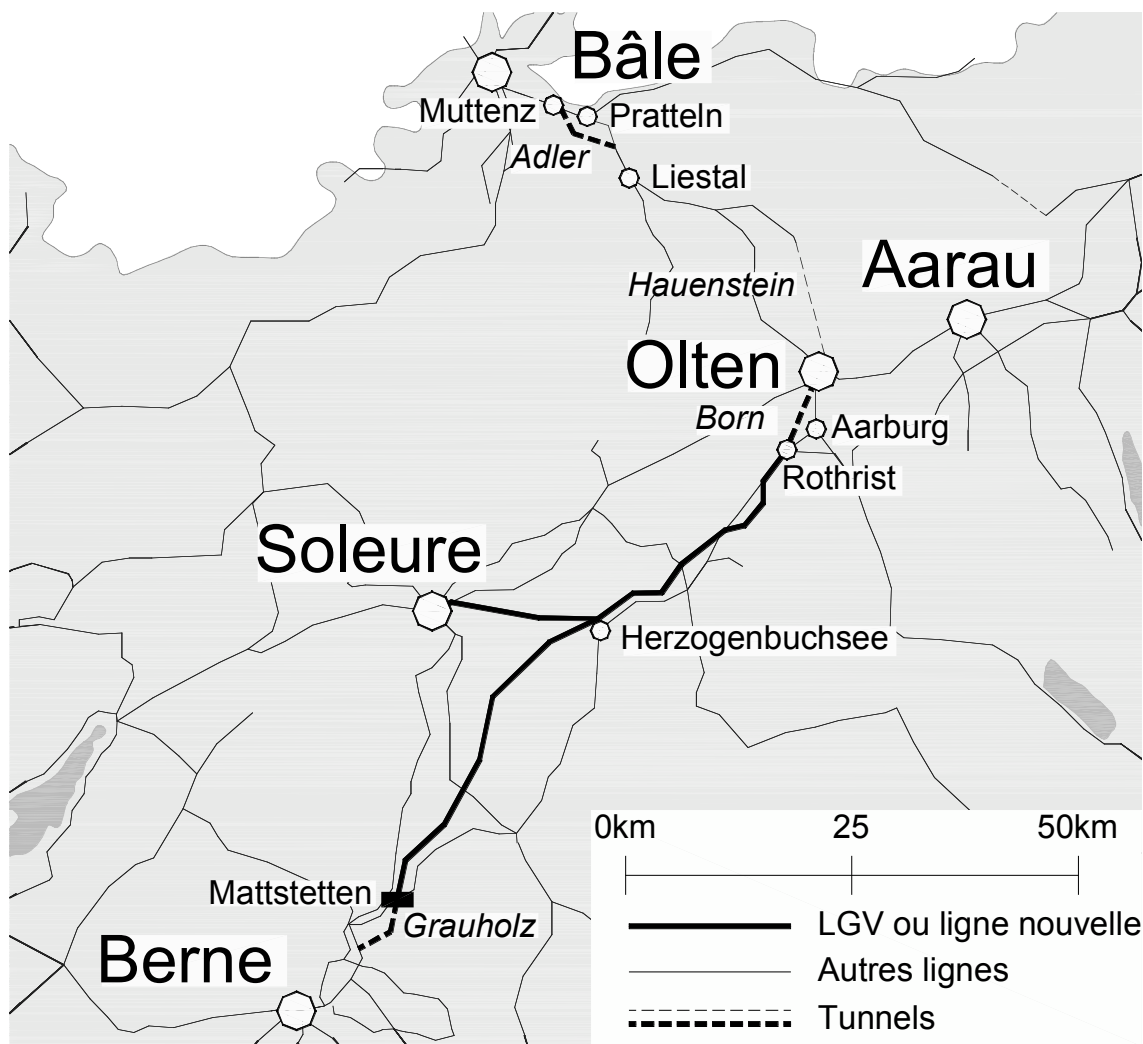 Bâle
Muttenz
Pratteln
Adler
Liestal
Aarau
Hauenstein
Olten
Born
Aarburg
Rothrist
Soleure
Herzogenbuchsee
0km 25 50km
Mattstetten
Grauholz
LGV ou ligne nouvelle
Berne
Autres lignes
Tunnels